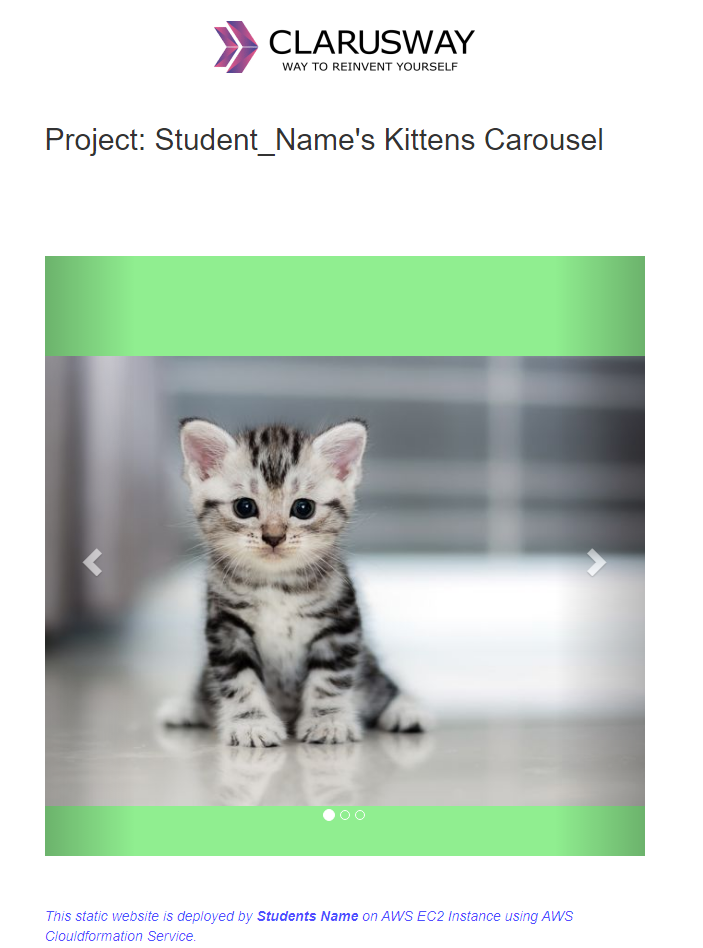 CLARUSWAY
WAY TO REINVENT YOURSELF
Project: Student_Name's Kittens Carousel
This static website is deployed by Students Name on AWS EC2 Instance using AWS
Clouldformation Service.